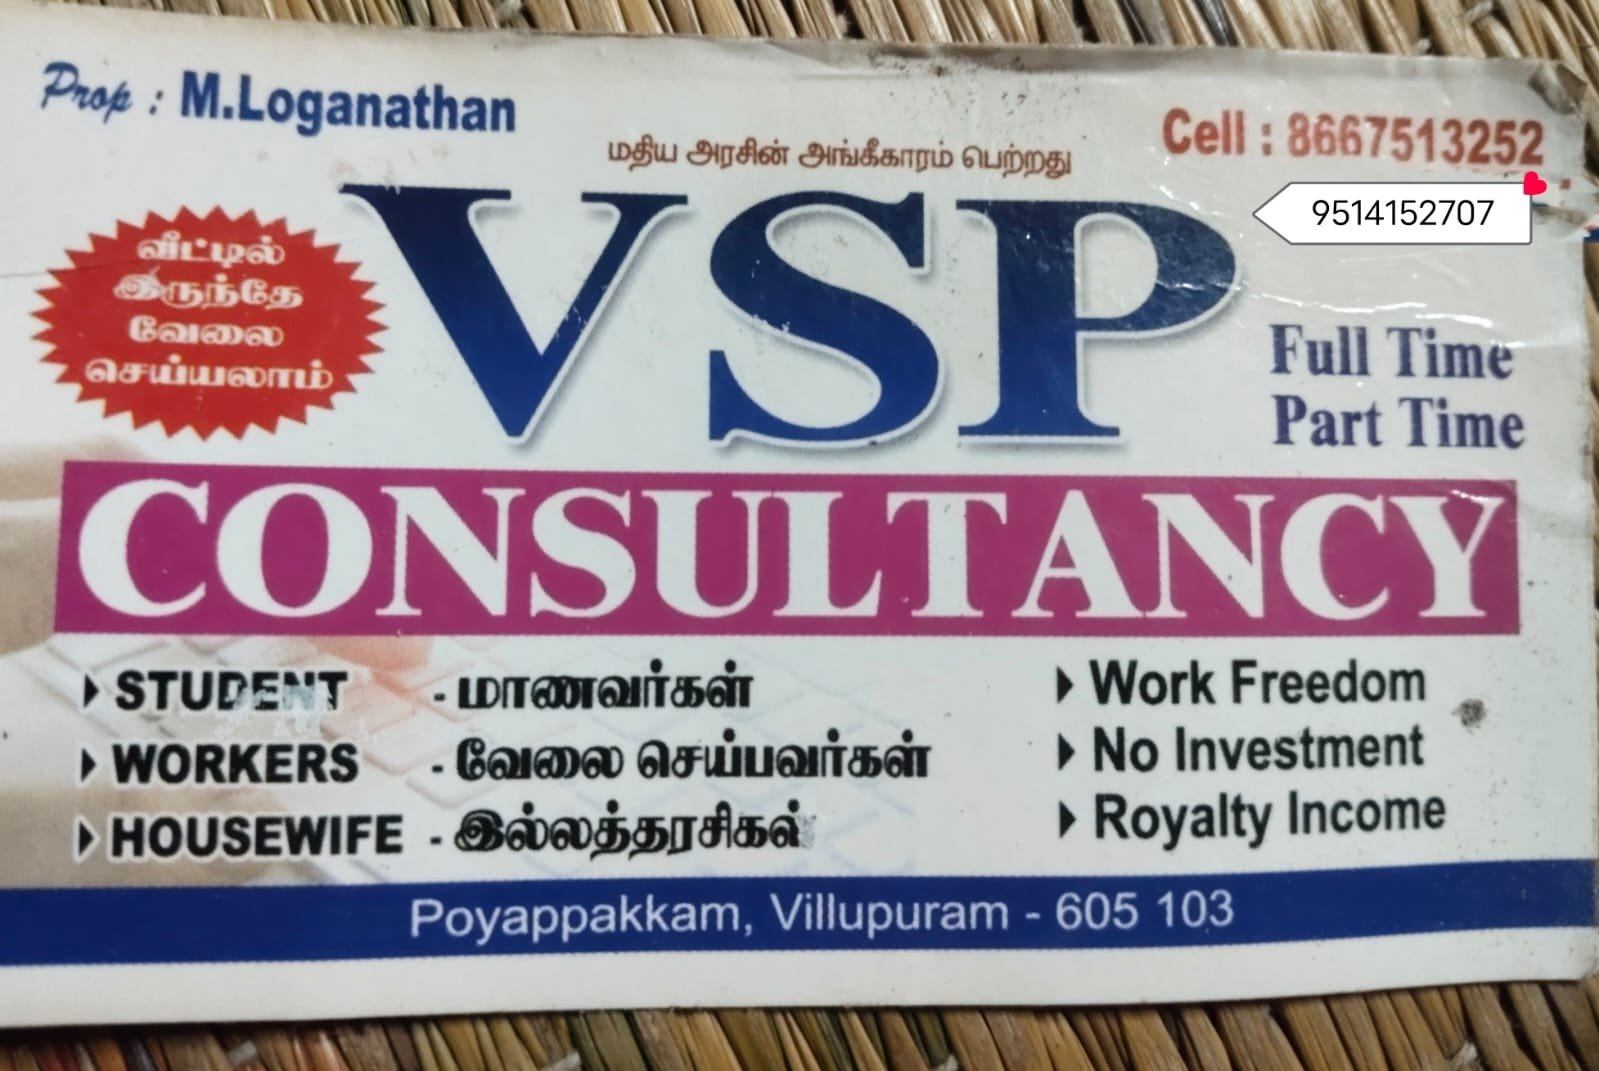 Prop : M.Loganathan
Cell : 8667513252
மதிய அரசின் அங்கீகாரம் பெற்றது
9514152707
வீட்டில்
இருந்தே
வேலை
செய்யலாம்
VSP
Full Time
Part Time
CONSULTANCY
STUDENT - மாணவர்கள்
WORKERS - வேலை செய்பவர்கள்
HOUSEWIFE - இல்லத்தரசிகல்
Work Freedom
No Investment
Royalty Income
Poyappakkam, Villupuram - 605 103